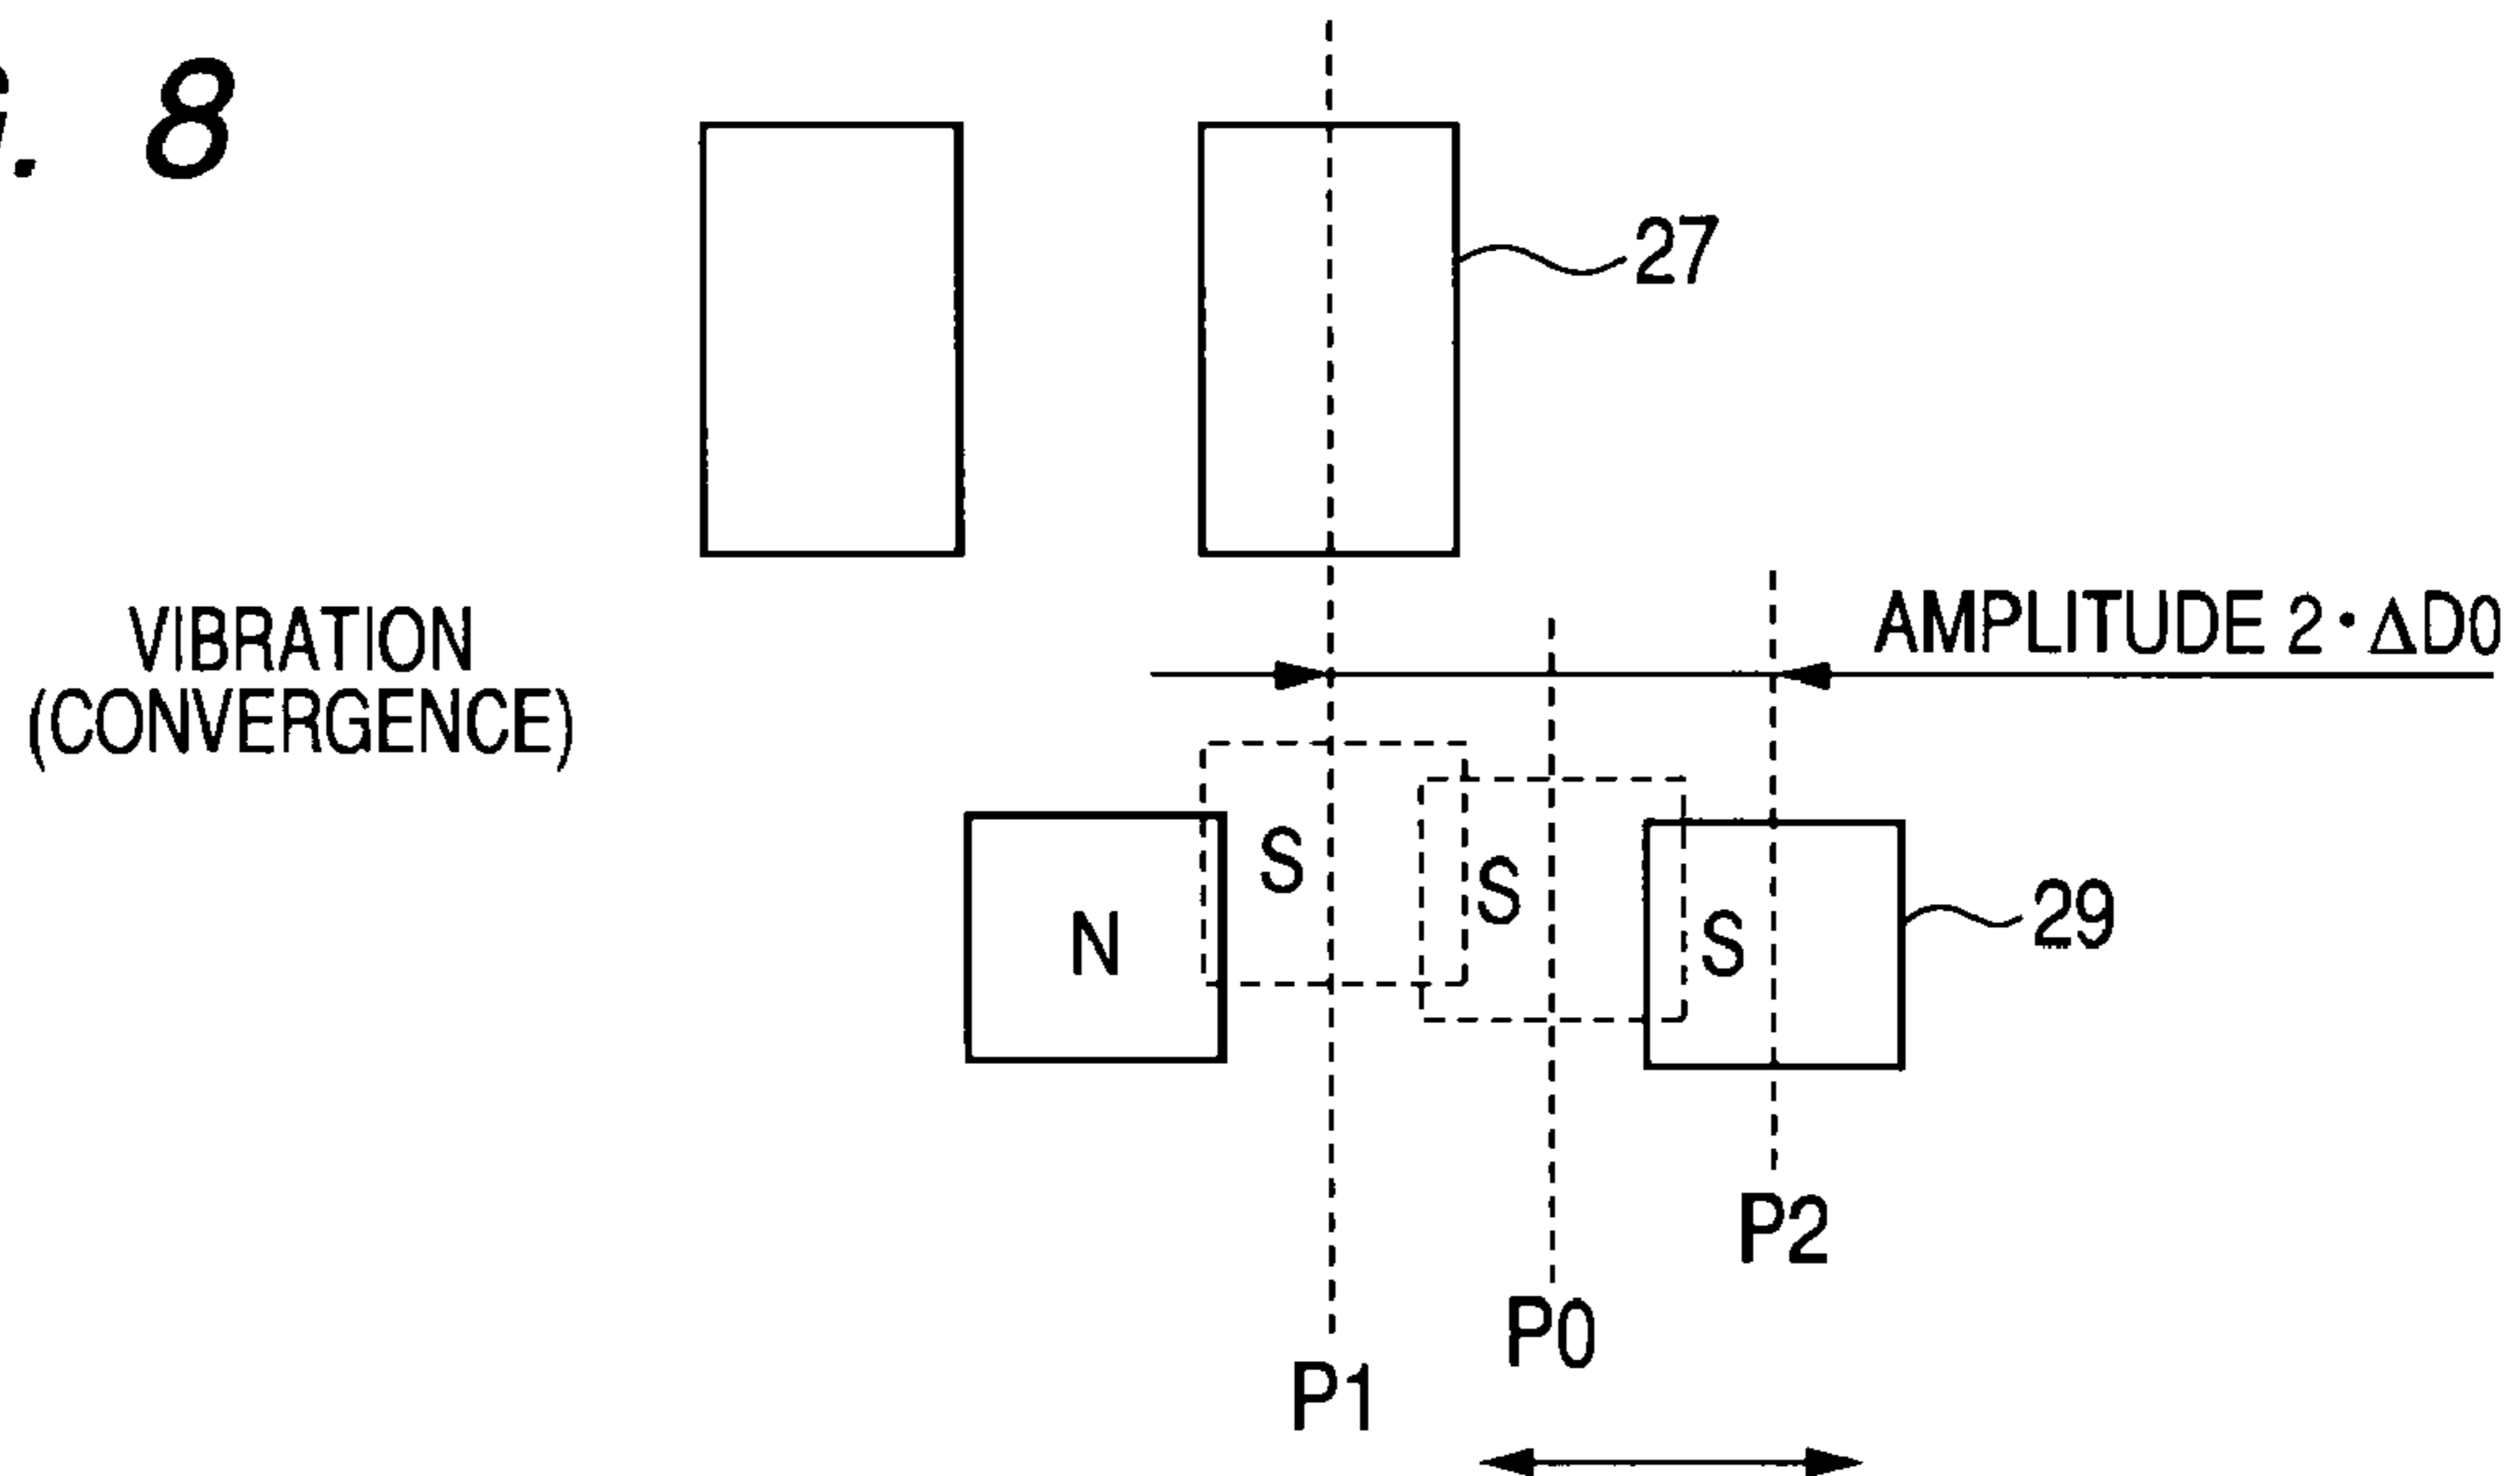 G. 8
27
AMPLITUDE 2·ΔD0
VIBRATION
(CONVERGENCE)
S
S
N
S
29
P2
P0
P1